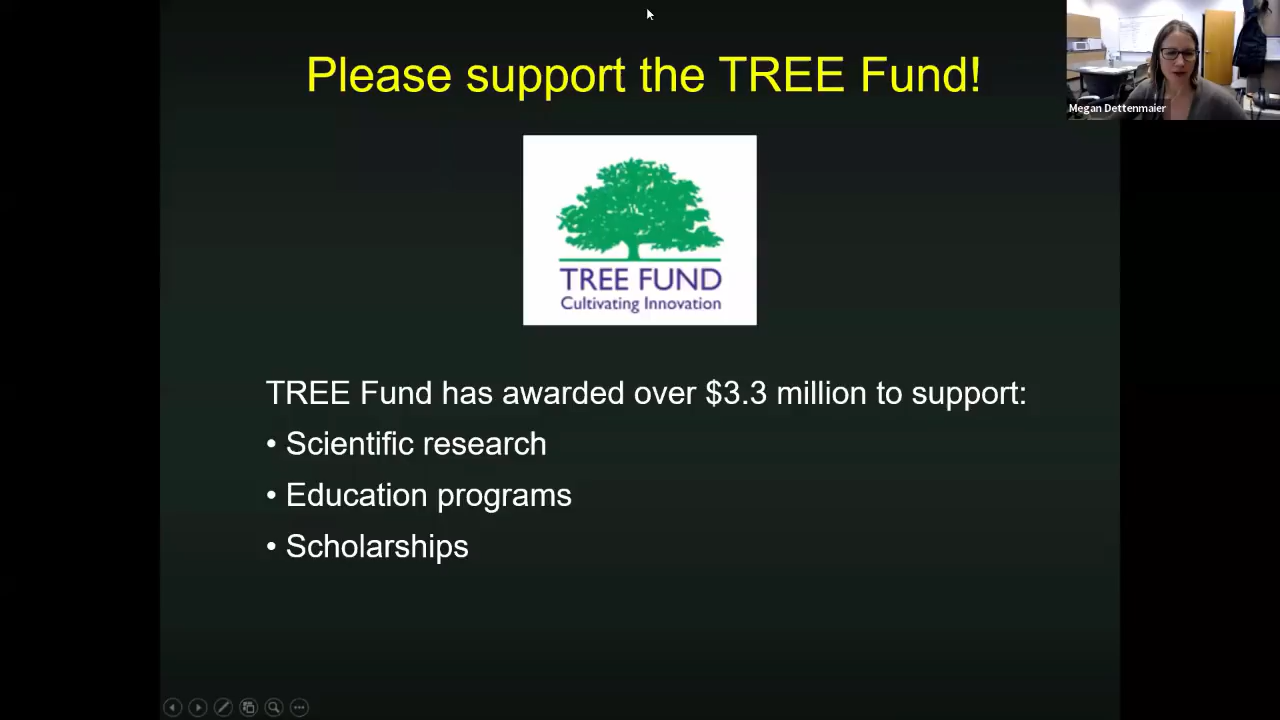 Please support the TREE Fund!
Megan Dettenmaier
TREE FUND
Cultivating Innovation
TREE Fund has awarded over $3.3 million to support:
• Scientific research
• Education programs
• Scholarships